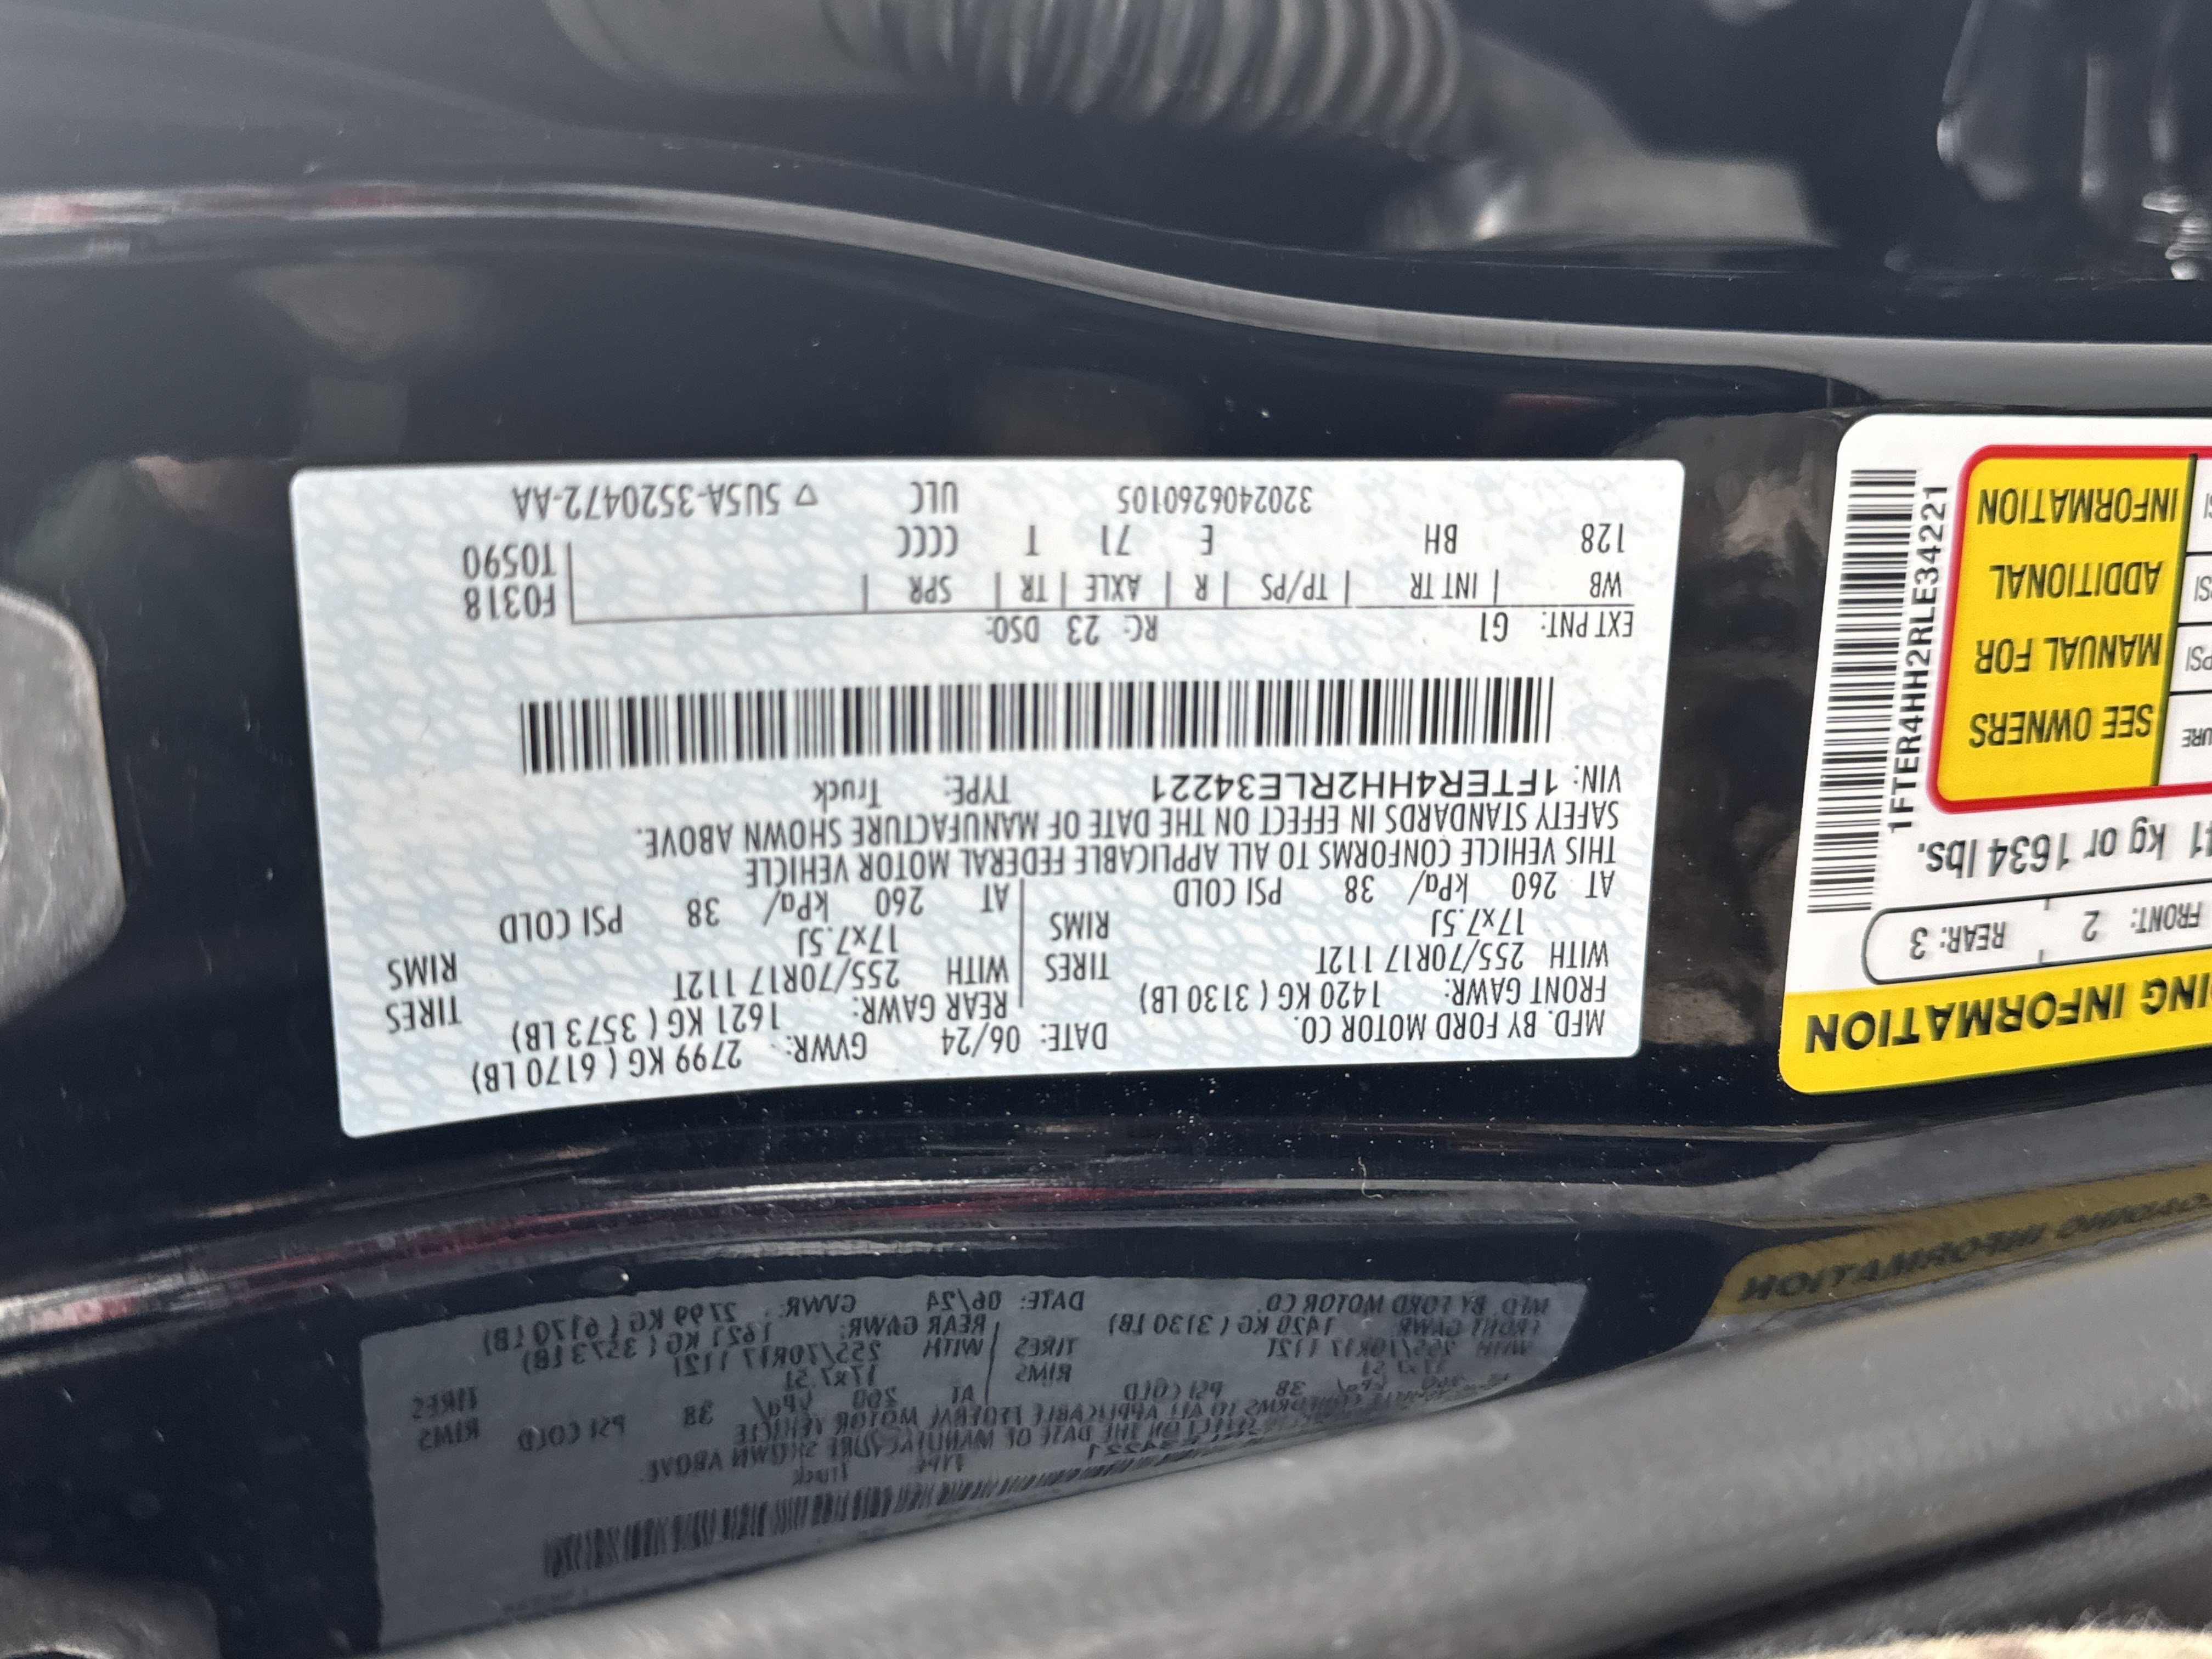 MFD. BY FORD MOTOR CO. DATE: 06/24 GVWR: 2799 KG ( 6170 LB)
FRONT GAWR: 1420 KG ( 3130 LB) REAR GAWR: 1621 KG ( 3573 LB)
WITH 255/70R17 112T TIRES WITH 255/70R17 112T TIRES
17x7.5J RIMS 17x7.5J RIMS
AT 260 kPa/ 38 PSI COLD AT 260 kPa/ 38 PSI COLD
THIS VEHICLE CONFORMS TO ALL APPLICABLE FEDERAL MOTOR VEHICLE
SAFETY STANDARDS IN EFFECT ON THE DATE OF MANUFACTURE SHOWN ABOVE.
VIN: 1FTER4HH2RLE34221 TYPE: Truck
EXT PNT: G1 RC: 23 DSO: F0318
WB | INT TR | TP/PS | R | AXLE | TR | SPR | T0590
128 BH E 71 T CCCC
3202406260105 ULC ▽ 5U5A-3520472-AA
INFORMATION
FRONT: 2 REAR: 3
kg or 1634 lbs.
SEE OWNERS
MANUAL FOR
ADDITIONAL
INFORMATION
1FTER4HH2RLE34221